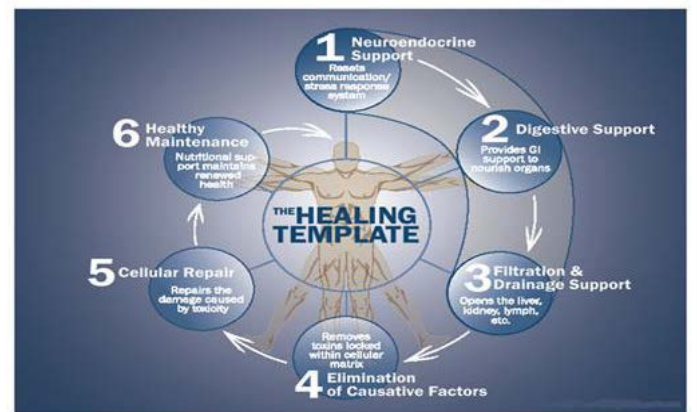 1 Neuroendocrine
Support
Resets
communication/
stress response
system
2 Digestive Support
Provides GI
support to
nourish organs
3 Filtration &
Drainage Support
Opens the liver,
kidney, lymph,
etc.
Removes
toxins locked
within cellular
matrix
4 Elimination
of Causative Factors
5 Cellular Repair
Repairs the
damage caused
by toxicity
6 Healthy
Maintenance
Nutritional sup-
port maintains
renewed
health
THE HEALING
TEMPLATE